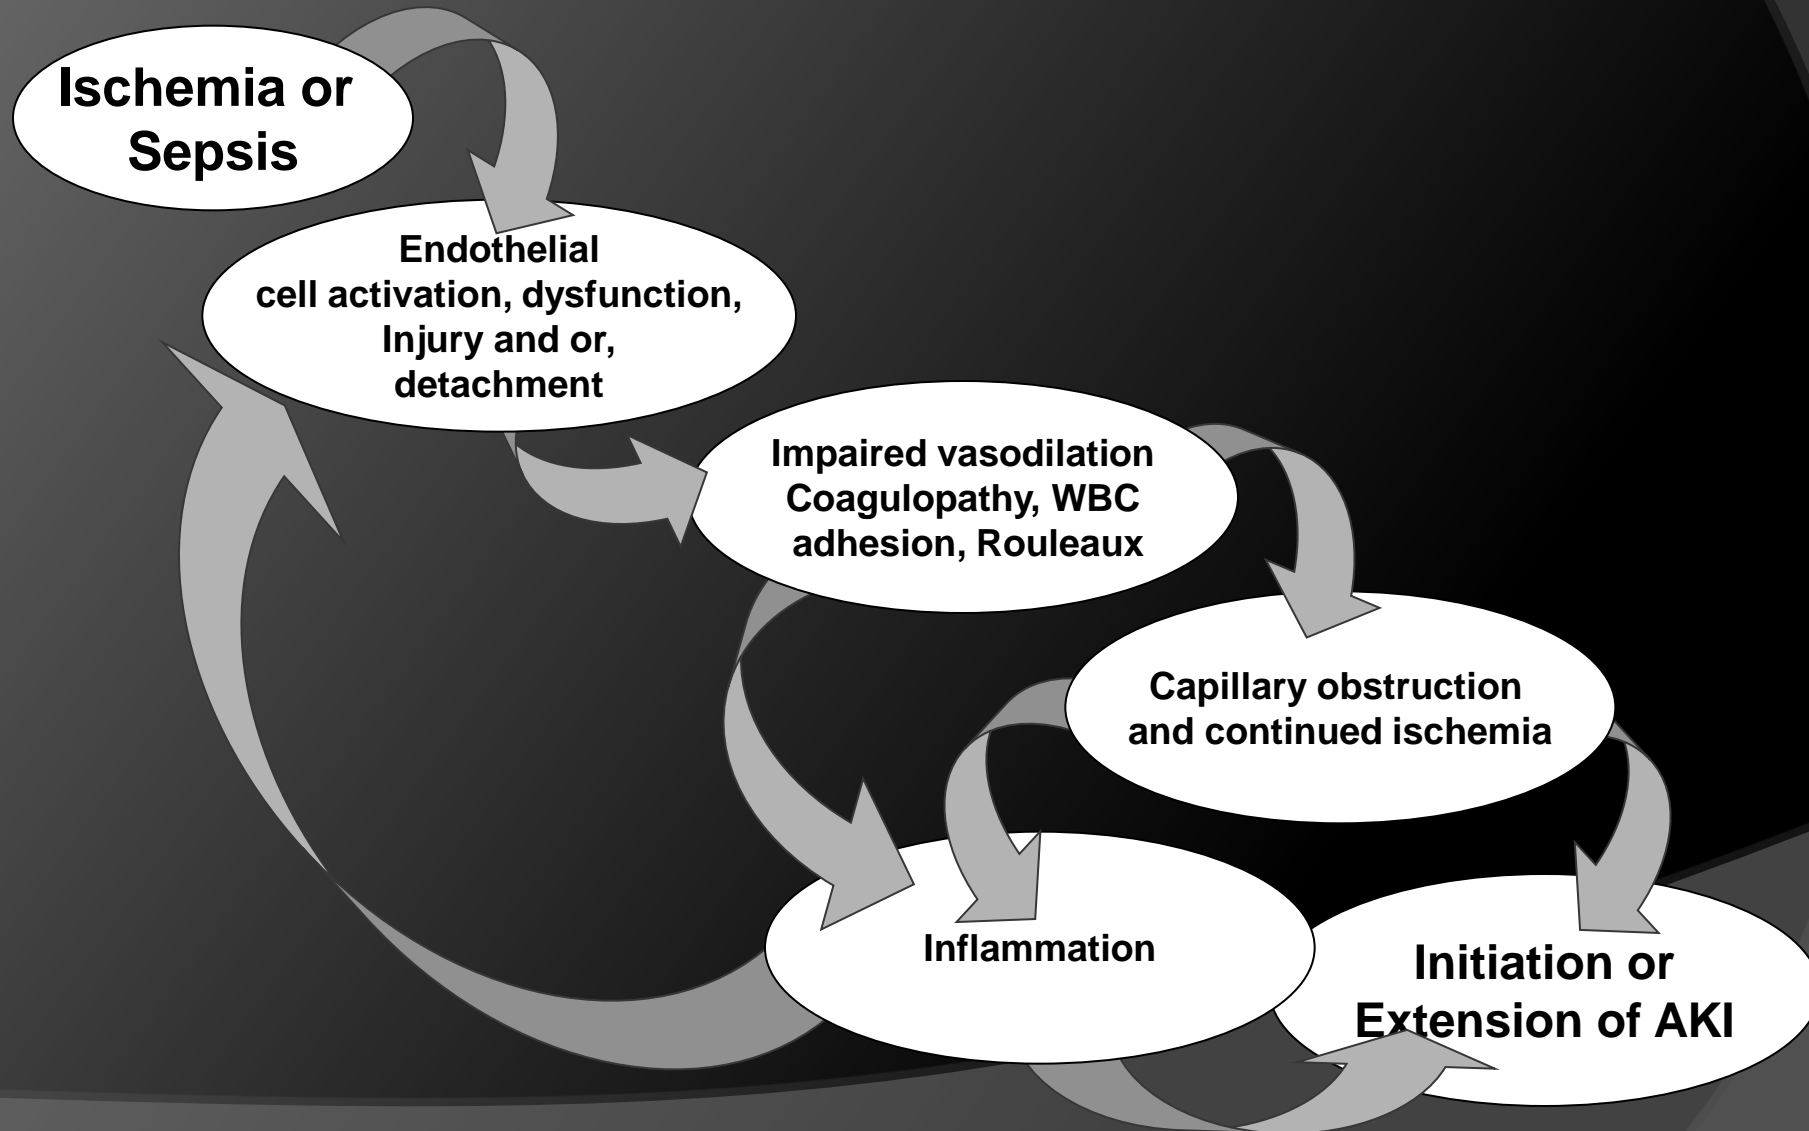 Ischemia or
Sepsis
Endothelial
cell activation, dysfunction,
Injury and or,
detachment
Impaired vasodilation
Coagulopathy, WBC
adhesion, Rouleaux
Capillary obstruction
and continued ischemia
Inflammation
Initiation or
Extension of AKI